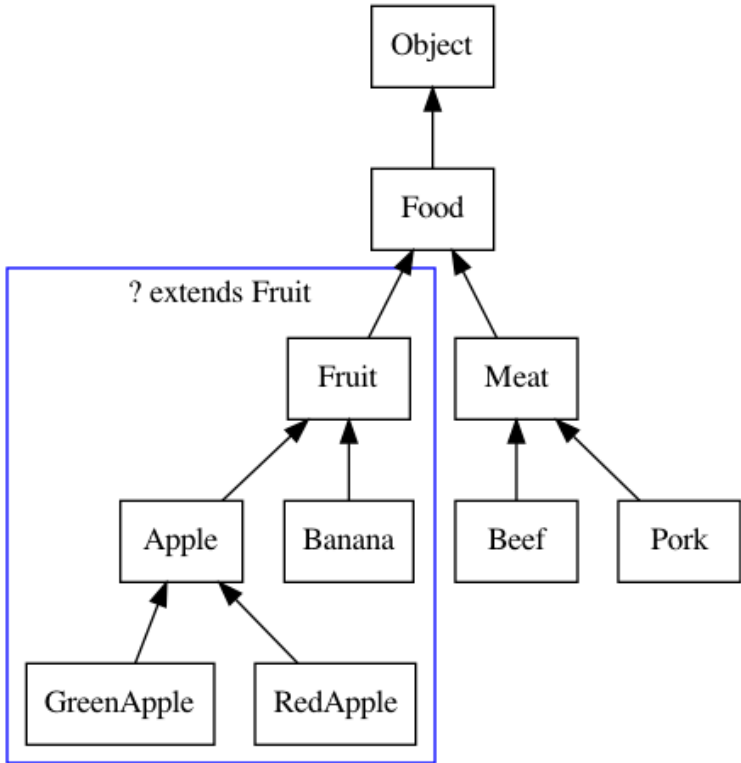 Object
Food
? extends Fruit
Fruit
Meat
Apple
Banana
Beef
Pork
GreenApple
RedApple